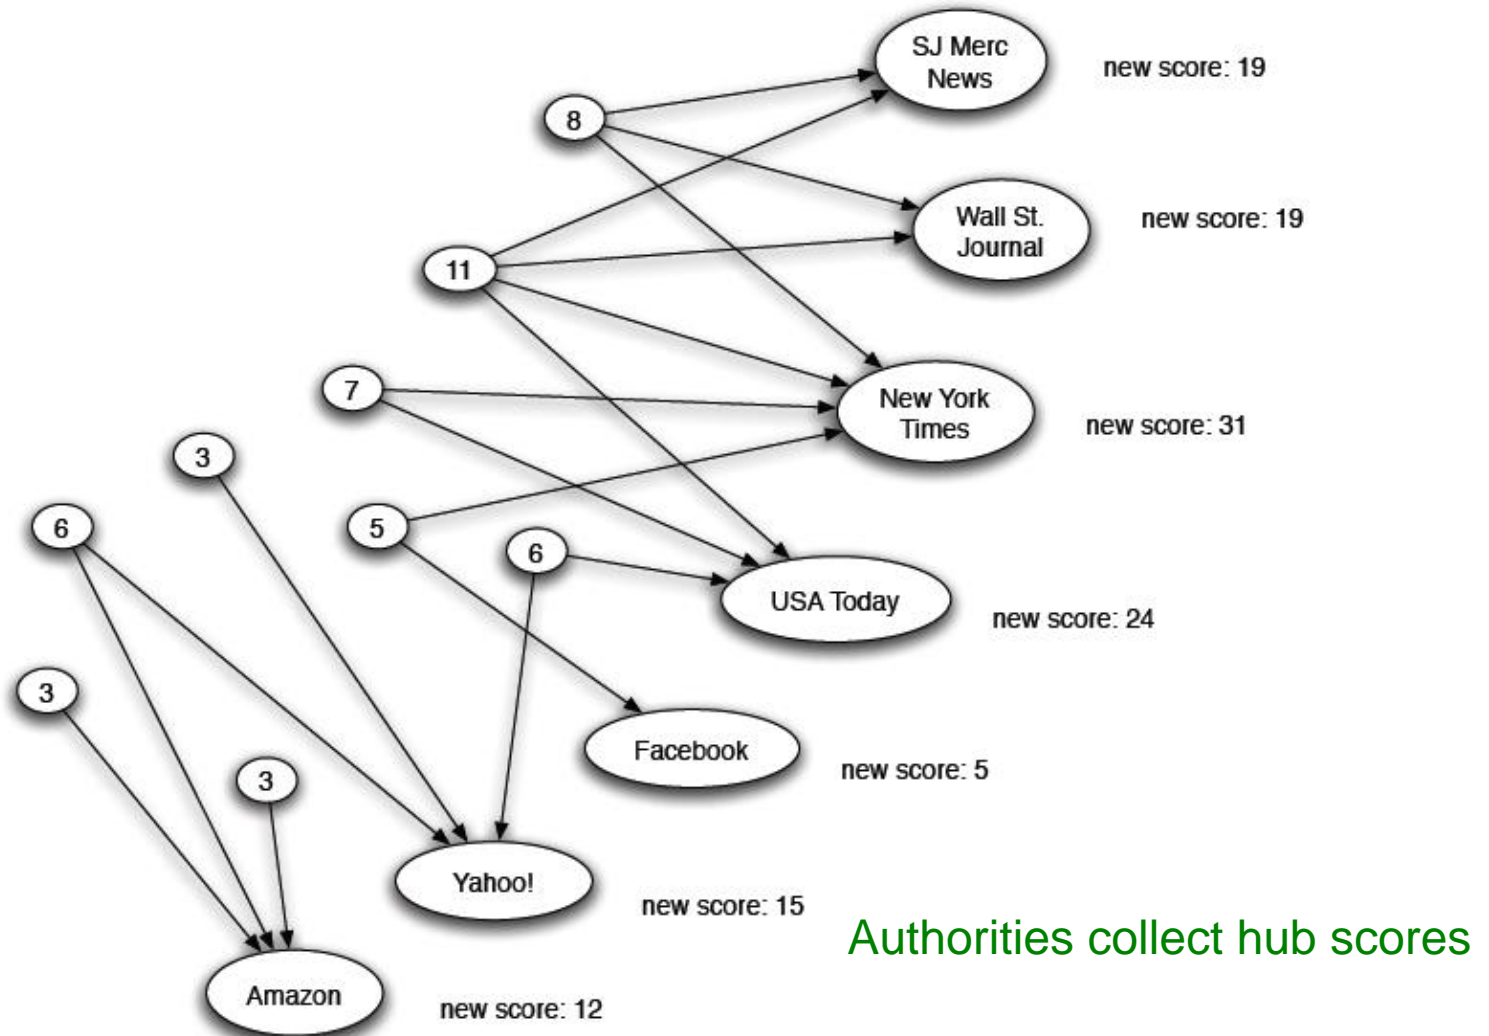 SJ Merc
News
new score: 19
8
Wall St.
Journal
new score: 19
11
New York
Times
new score: 31
7
3
6
5
6
USA Today
new score: 24
3
Facebook
new score: 5
3
Yahoo!
new score: 15
Authorities collect hub scores
Amazon
new score: 12